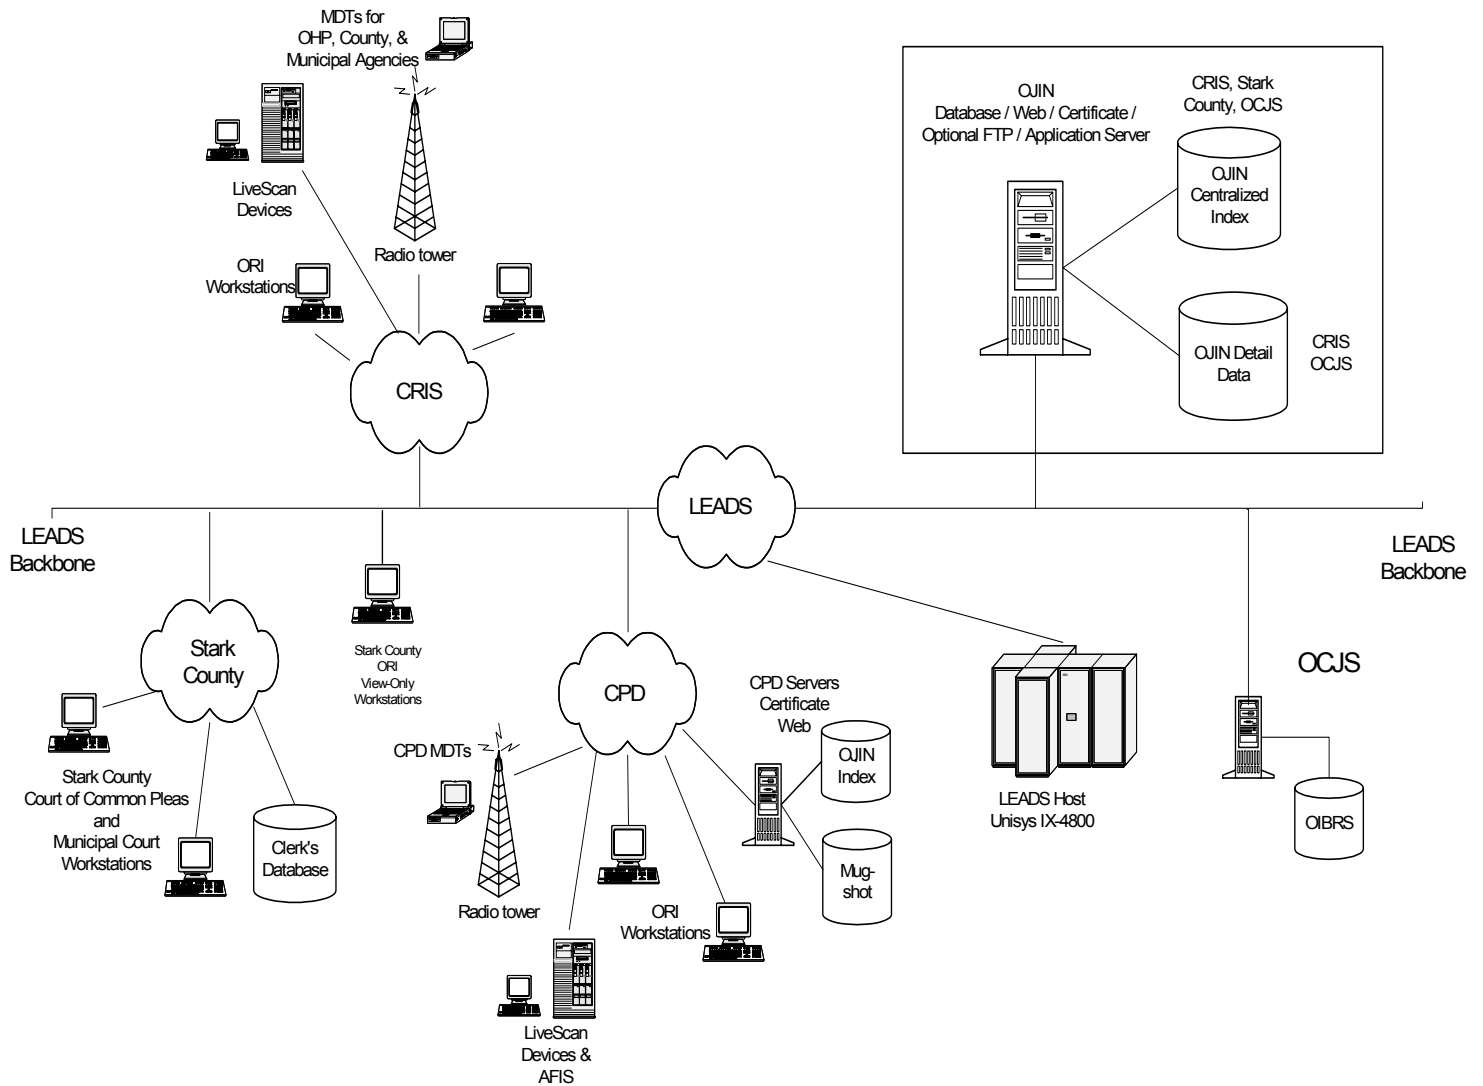 MDTs for
OHP, County, &
Municipal Agencies
LiveScan
Devices
Radio tower
ORI
Workstations
CRIS
OJIN
Database / Web / Certificate /
Optional FTP / Application Server
CRIS, Stark
County, OCJS
OJIN
Centralized
Index
OJIN Detail
Data
CRIS
OCJS
LEADS
LEADS
Backbone
LEADS
Backbone
Stark
County
Stark County
ORI
View-Only
Workstations
CPD
CPD Servers
Certificate
Web
OJIN
Index
Mug-
shot
CPD MDTs
Radio tower
Stark County
Court of Common Pleas
and
Municipal Court
Workstations
Clerk's
Database
ORI
Workstations
LiveScan
Devices &
AFIS
LEADS Host
Unisys IX-4800
OCJS
OIBRS